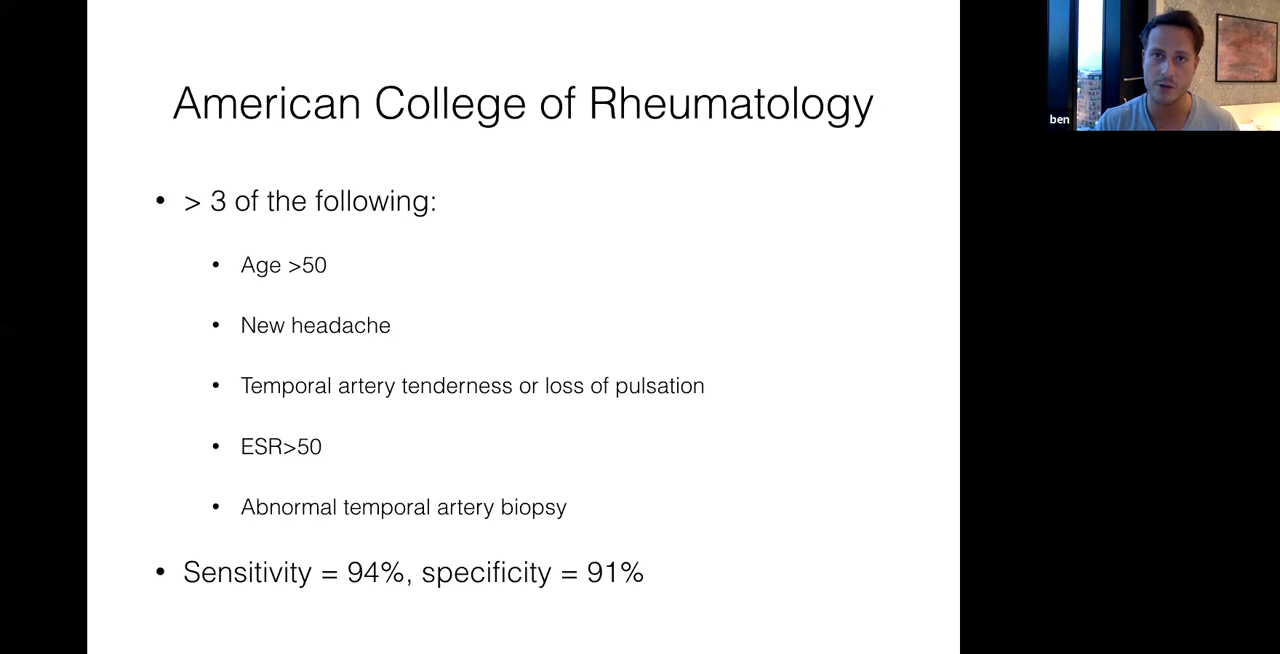 American College of Rheumatology
• > 3 of the following:
• Age >50
• New headache
• Temporal artery tenderness or loss of pulsation
• ESR>50
• Abnormal temporal artery biopsy
• Sensitivity = 94%, specificity = 91%
ben